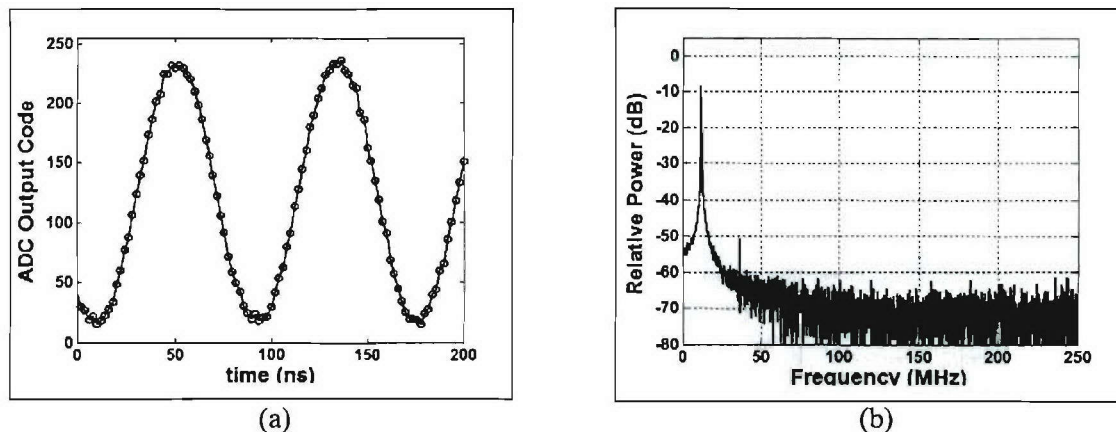 250
200
150
100
50
0
ADC Output Code
0 50 100 150 200
time (ns)
(a)
0
-10
-20
-30
-40
-50
-60
-70
-80
Relative Power (dB)
0 50 100 150 200 250
Frequency (MHz)
(b)